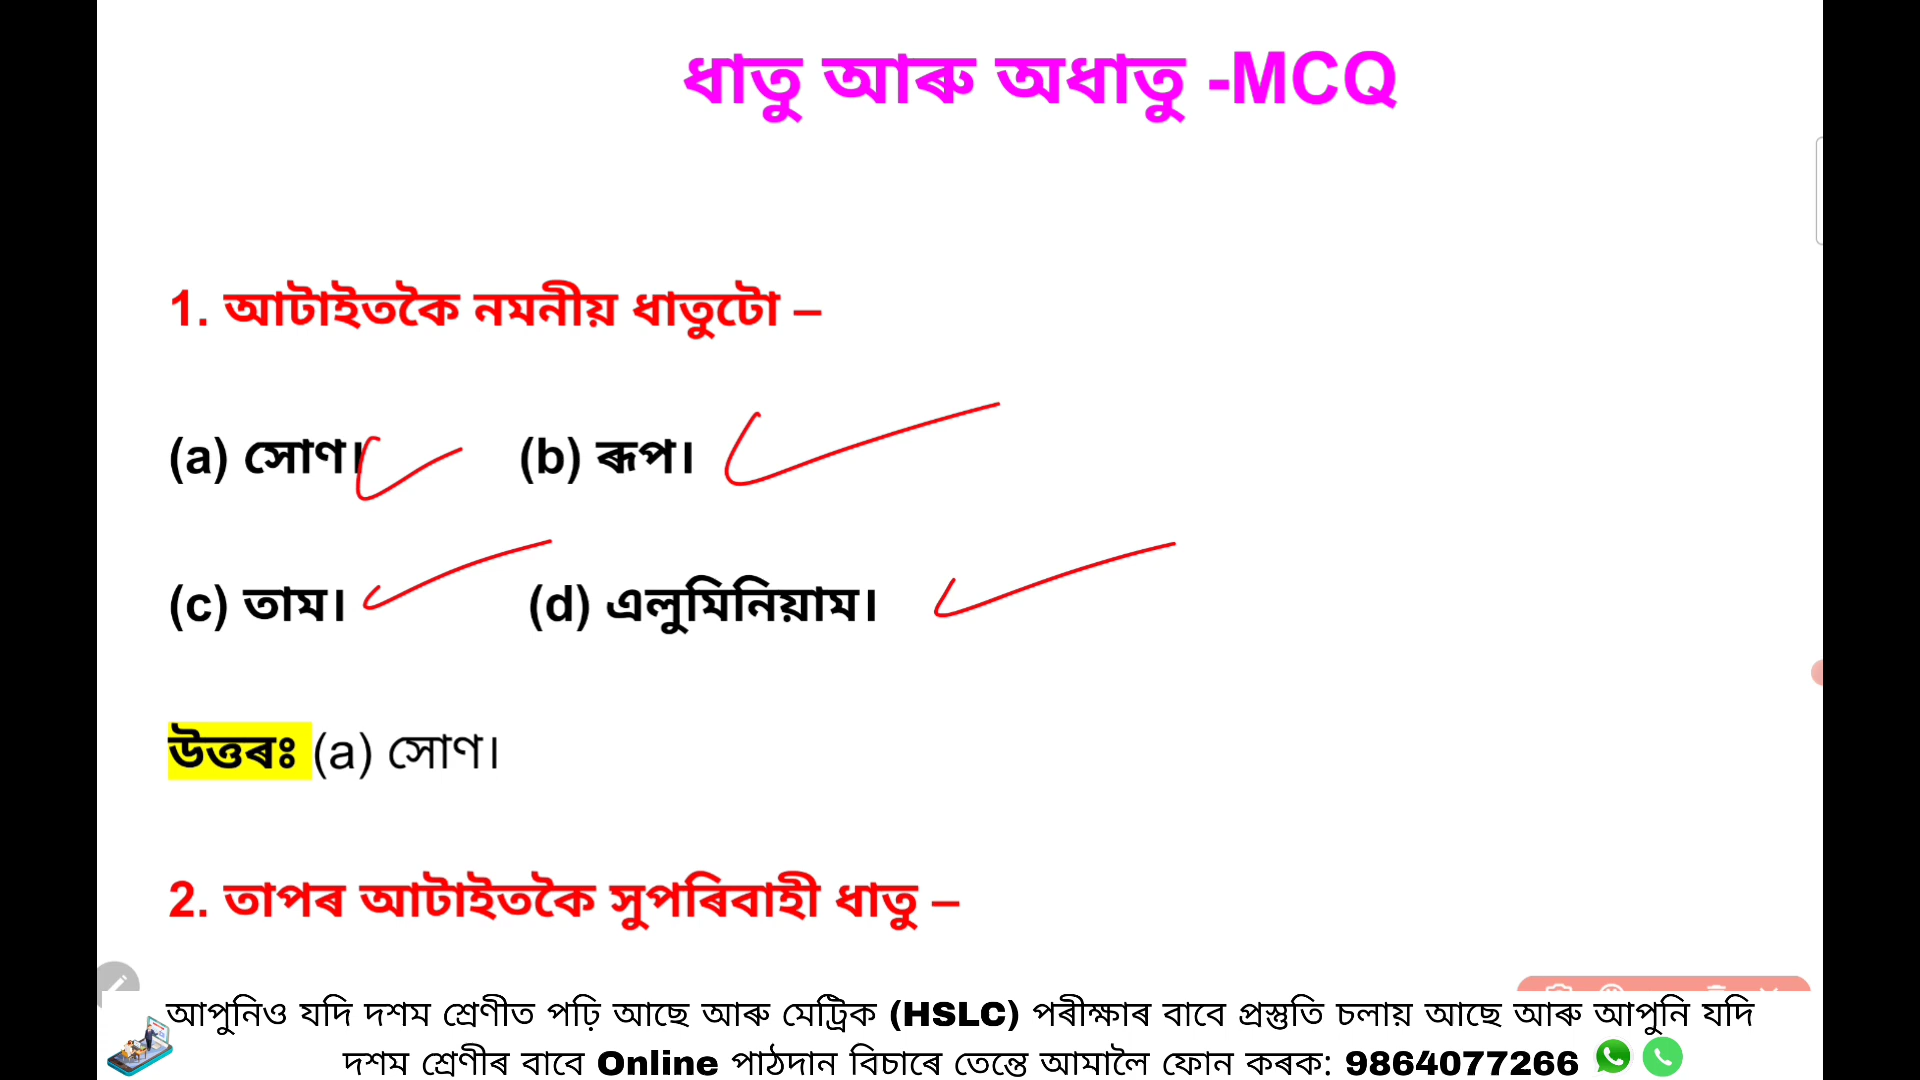 ধাতু আৰু অধাতু -MCQ
1. আটাইতকৈ নমনীয় ধাতুটো –
(a) সোণ। (b) ৰূপ।
(c) তাম। (d) এলুমিনিয়াম।
উত্তৰঃ (a) সোণ।
2. তাপৰ আটাইতকৈ সুপৰিবাহী ধাতু –
আপুনিও যদি দশম শ্ৰেণীত পঢ়ি আছে আৰু মেট্ৰিক (HSLC) পৰীক্ষাৰ বাবে প্ৰস্তুতি চলায় আছে আৰু আপুনি যদি
দশম শ্ৰেণীৰ বাবে Online পাঠদান বিচাৰে তেন্তে আমালৈ ফোন কৰক: 9864077266